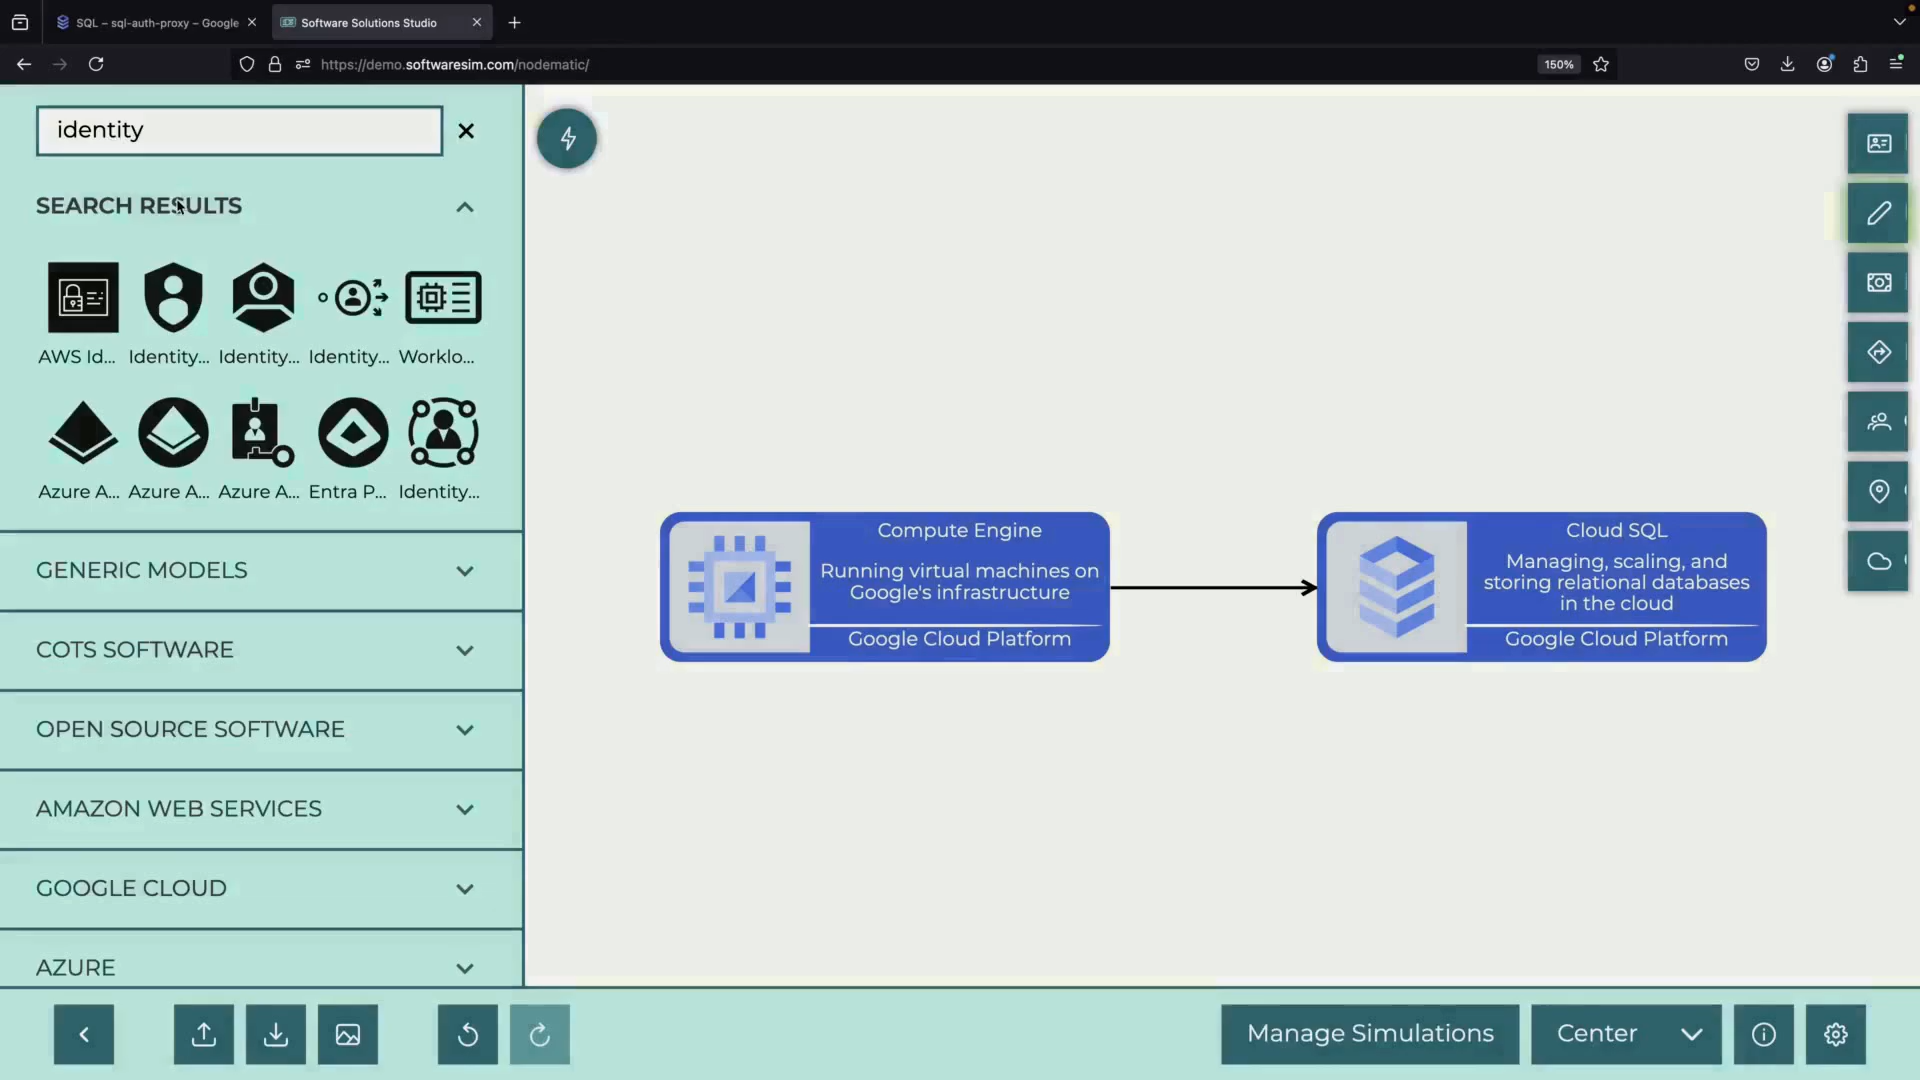 SQL – sql-auth-proxy – Google
Software Solutions Studio
https://demo.softwaresim.com/nodematic/
150%
identity
SEARCH RESULTS
AWS Id...
Identity...
Identity...
Identity...
Worklo...
Azure A...
Azure A...
Azure A...
Entra P...
Identity...
GENERIC MODELS
COTS SOFTWARE
OPEN SOURCE SOFTWARE
AMAZON WEB SERVICES
GOOGLE CLOUD
AZURE
Compute Engine
Running virtual machines on
Google's infrastructure
Google Cloud Platform
Cloud SQL
Managing, scaling, and
storing relational databases
in the cloud
Google Cloud Platform
Manage Simulations
Center